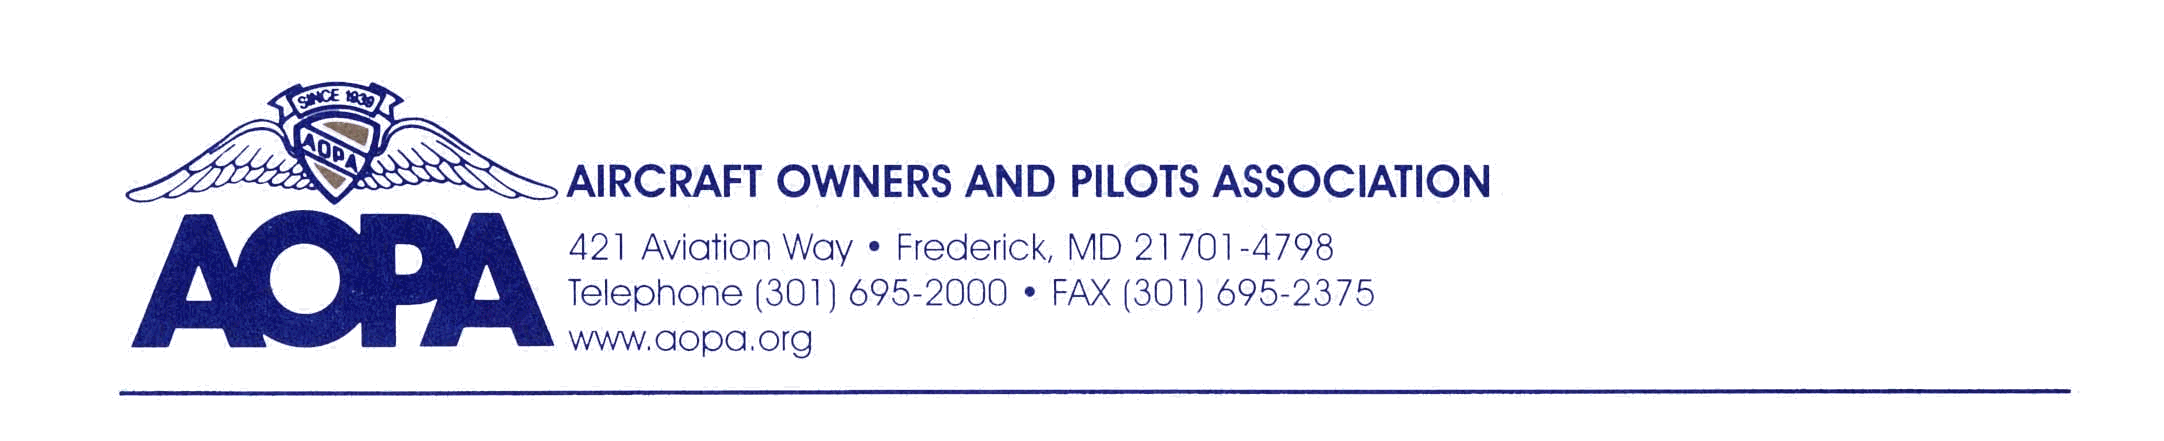 SINCE 1939
AOPA
AOPA
AIRCRAFT OWNERS AND PILOTS ASSOCIATION
421 Aviation Way • Frederick, MD 21701-4798
Telephone (301) 695-2000 • FAX (301) 695-2375
www.aopa.org